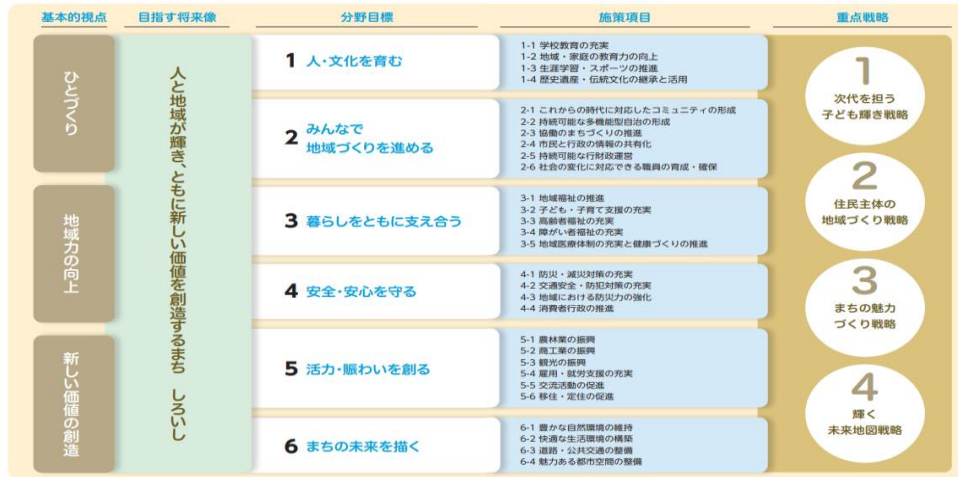 基本的視点
目指す将来像
分野目標
施策項目
重点戦略
ひとづくり
地域力の向上
新しい価値の創造
人と地域が輝き、ともに新しい価値を創造するまち しろいし
1 人・文化を育む
1-1 学校教育の充実
1-2 地域・家庭の教育力の向上
1-3 生涯学習・スポーツの推進
1-4 歴史遺産・伝統文化の継承と活用
2 みんなで
地域づくりを進める
2-1 これからの時代に対応したコミュニティの形成
2-2 持続可能な多機能型自治の形成
2-3 協働のまちづくりの推進
2-4 市民と行政の情報の共有化
2-5 持続可能な行財政運営
2-6 社会の変化に対応できる職員の育成・確保
3 暮らしをともに支え合う
3-1 地域福祉の推進
3-2 子ども・子育て支援の充実
3-3 高齢者福祉の充実
3-4 障がい者福祉の充実
3-5 地域医療体制の充実と健康づくりの推進
4 安全・安心を守る
4-1 防災・減災対策の充実
4-2 交通安全・防犯対策の充実
4-3 地域における防災力の強化
4-4 消費者行政の推進
5 活力・賑わいを創る
5-1 農林業の振興
5-2 商工業の振興
5-3 観光の振興
5-4 雇用・就労支援の充実
5-5 交流活動の促進
5-6 移住・定住の促進
6 まちの未来を描く
6-1 豊かな自然環境の維持
6-2 快適な生活環境の構築
6-3 道路・公共交通の整備
6-4 魅力ある都市空間の整備
1
次代を担う
子ども輝き戦略
2
住民主体の
地域づくり戦略
3
まちの魅力
づくり戦略
4
輝く
未来地図戦略